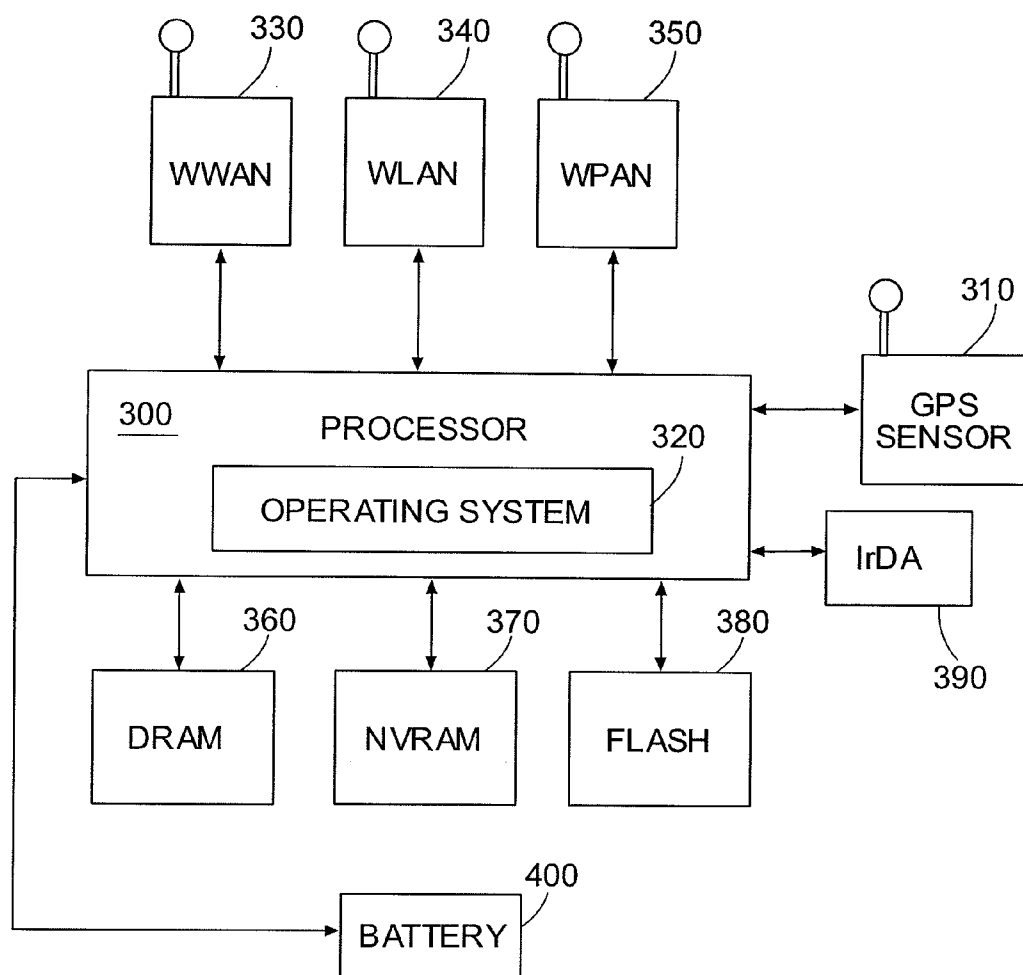 330
340
350
WWAN
WLAN
WPAN
310
GPS
SENSOR
300
PROCESSOR
320
OPERATING SYSTEM
IrDA
390
360
370
380
DRAM
NVRAM
FLASH
400
BATTERY